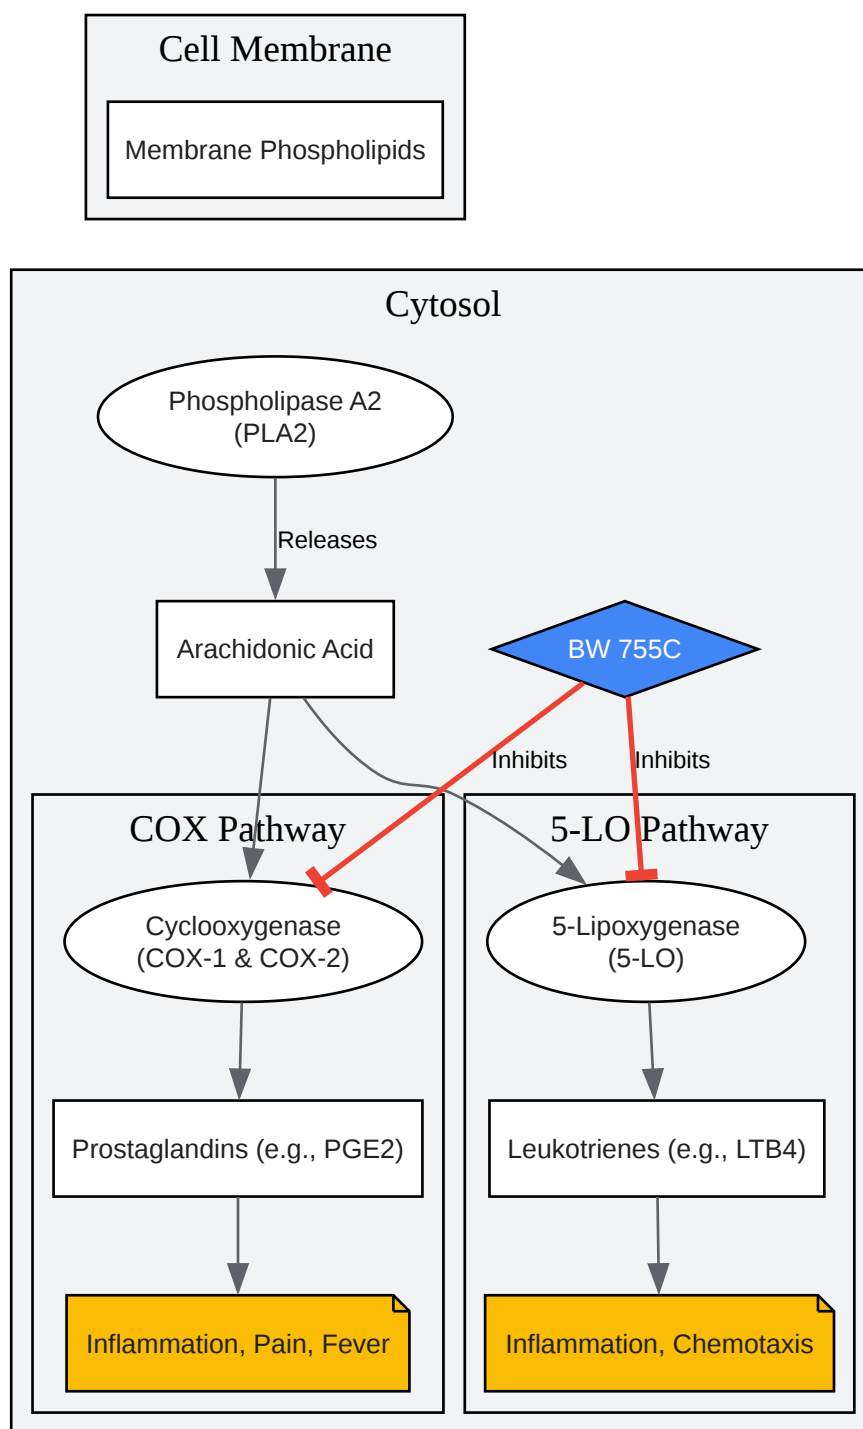 Cell Membrane
Membrane Phospholipids
Cytosol
Phospholipase A2
(PLA2)
Releases
Arachidonic Acid
BW 755C
Inhibits
Inhibits
COX Pathway
5-LO Pathway
Cyclooxygenase
(COX-1 & COX-2)
5-Lipoxygenase
(5-LO)
Prostaglandins (e.g., PGE2)
Leukotrienes (e.g., LTB4)
Inflammation, Pain, Fever
Inflammation, Chemotaxis